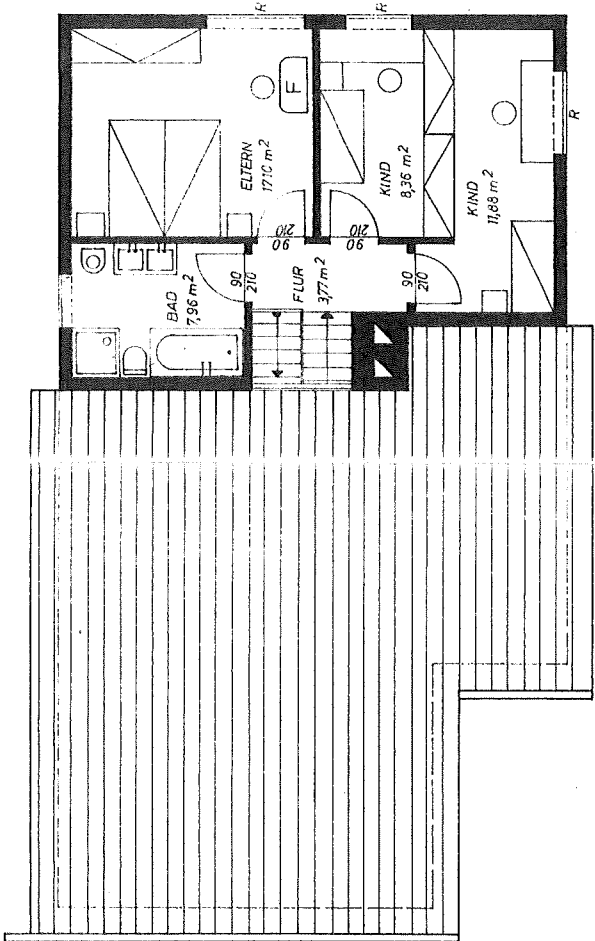 R
R
F
ELTERN
17,10 m²
KIND
8,36 m²
KIND
11,88 m²
R
90
210
90
210
BAD
7,96 m²
90
210
FLUR
3,77 m²
90
210